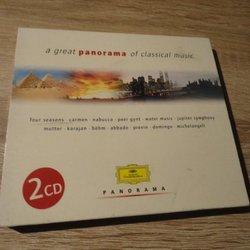 a great panorama of classical music
four seasons · carmen · nabucco · peer gynt · water music · jupiter symphony
mutter · karajan · böhm · abbado · previn · domingo · michelangeli
2CD
PANORAMA